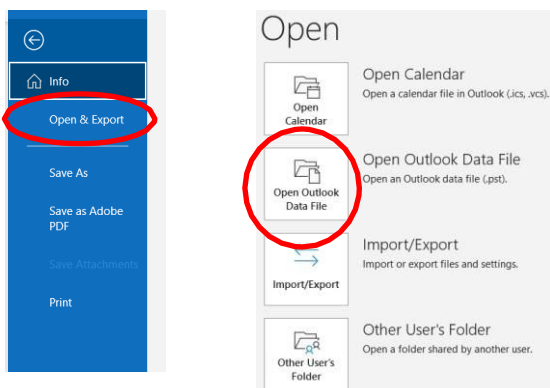 Info
Open & Export
Save As
Save as Adobe
PDF
Save Attachments
Print
Open
Open
Calendar
Open Calendar
Open a calendar file in Outlook (.ics, .vcs).
Open Outlook
Data File
Open Outlook Data File
Open an Outlook data file (.pst).
Import/Export
Import/Export
Import or export files and settings.
Other User's
Folder
Other User's Folder
Open a folder shared by another user.